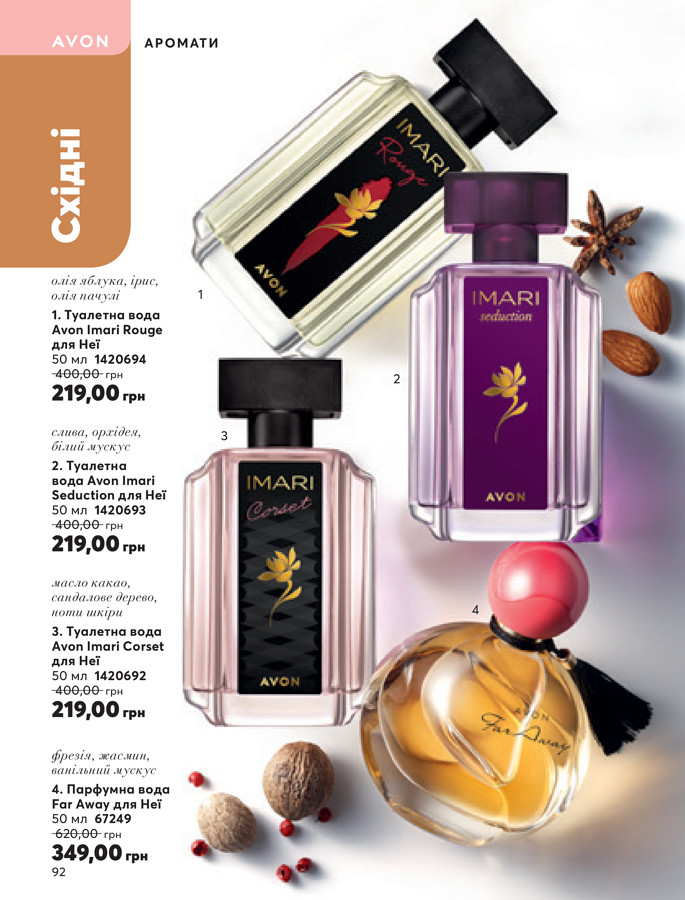 AVON
АРОМАТИ
Східні
олія яблука, ірис,
олія пачулі
1. Туалетна вода
Avon Imari Rouge
для Неї
50 мл 1420694
400,00 грн
219,00 грн
слива, орхідея,
білий мускус
2. Туалетна
вода Avon Imari
Seduction для Неї
50 мл 1420693
400,00 грн
219,00 грн
масло какао,
сандалове дерево,
ноти шкіри
3. Туалетна вода
Avon Imari Corset
для Неї
50 мл 1420692
400,00 грн
219,00 грн
фрезія, жасмин,
ванільний мускус
4. Парфумна вода
Far Away для Неї
50 мл 67249
620,00 грн
349,00 грн
92
1
IMARI
Rouge
AVON
2
IMARI
seduction
AVON
3
IMARI
Corset
AVON
4
AVON
Far Away